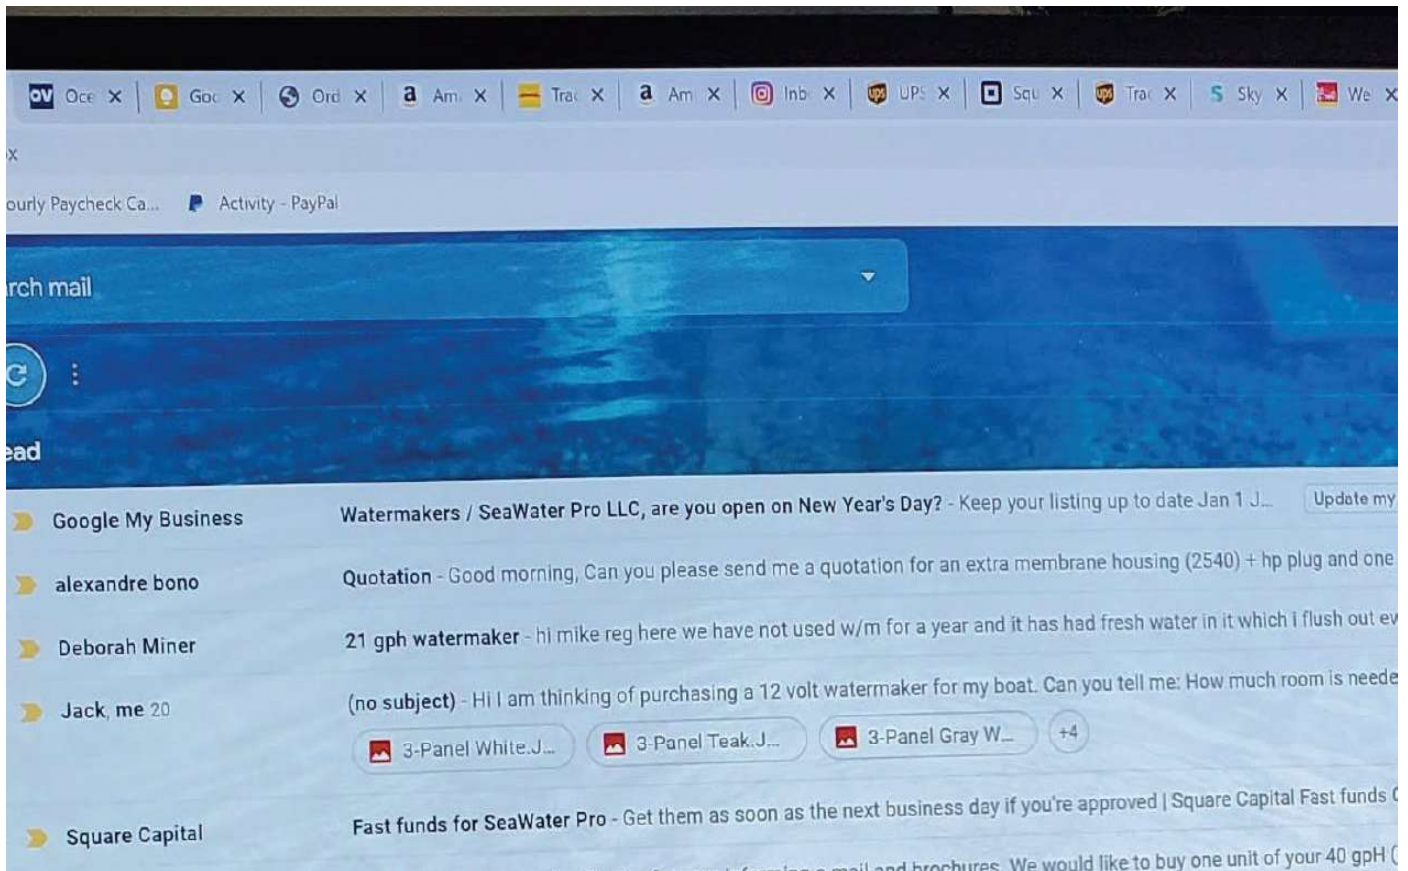 OV Oce X Goo X Ord X a Am X Trac X a Am X Inb X ups UPS X Squ X ups Trac X S Sky X We X
x
ourly Paycheck Ca... Activity - PayPal
rch mail
ead
Google My Business Watermakers / SeaWater Pro LLC, are you open on New Year's Day? - Keep your listing up to date Jan 1 J... Update my
alexandre bono Quotation - Good morning, Can you please send me a quotation for an extra membrane housing (2540) + hp plug and one
Deborah Miner 21 gph watermaker - hi mike reg here we have not used w/m for a year and it has had fresh water in it which i flush out ev
Jack, me 20 (no subject) - Hi I am thinking of purchasing a 12 volt watermaker for my boat. Can you tell me: How much room is neede
3-Panel White.J... 3-Panel Teak.J... 3-Panel Gray W... +4
Square Capital Fast funds for SeaWater Pro - Get them as soon as the next business day if you're approved | Square Capital Fast funds
mail and brochures. We would like to buy one unit of your 40 gpH (